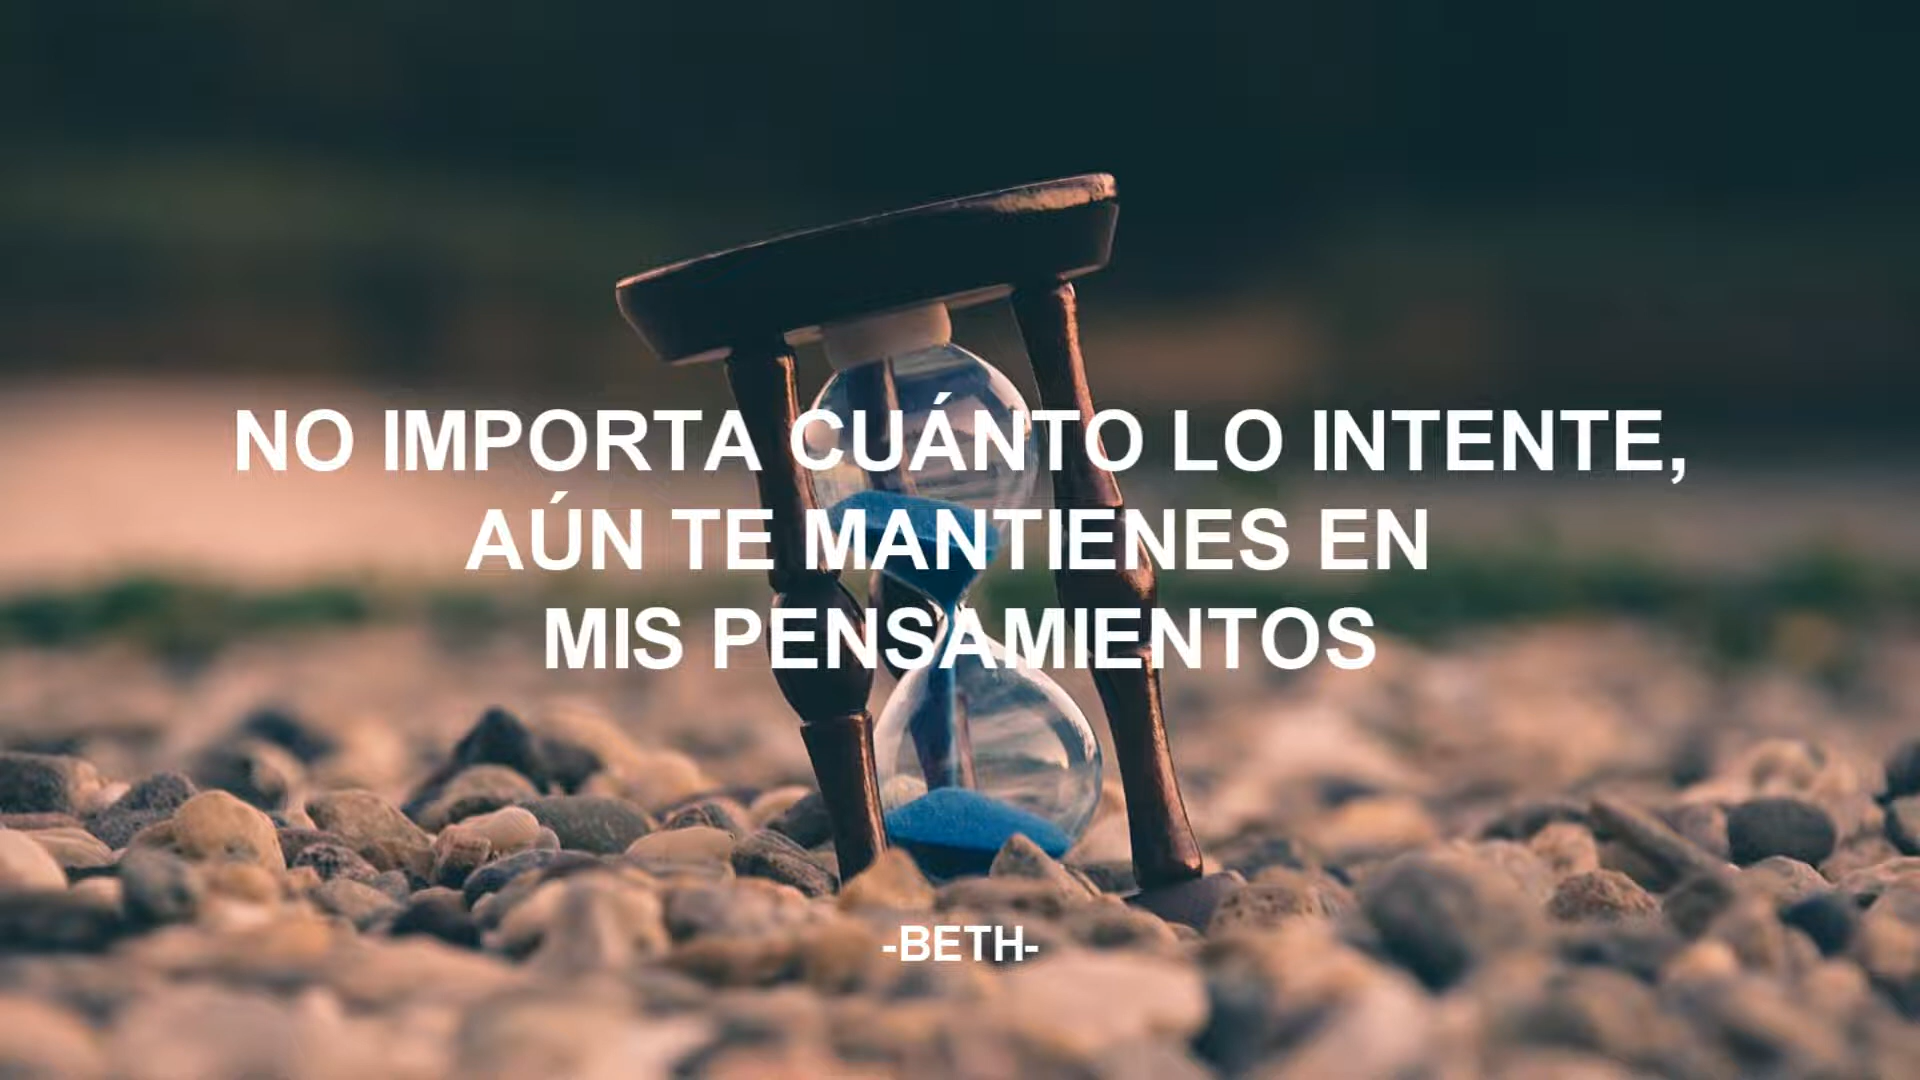 NO IMPORTA CUÁNTO LO INTENTE,
AÚN TE MANTIENES EN
MIS PENSAMIENTOS
-BETH-